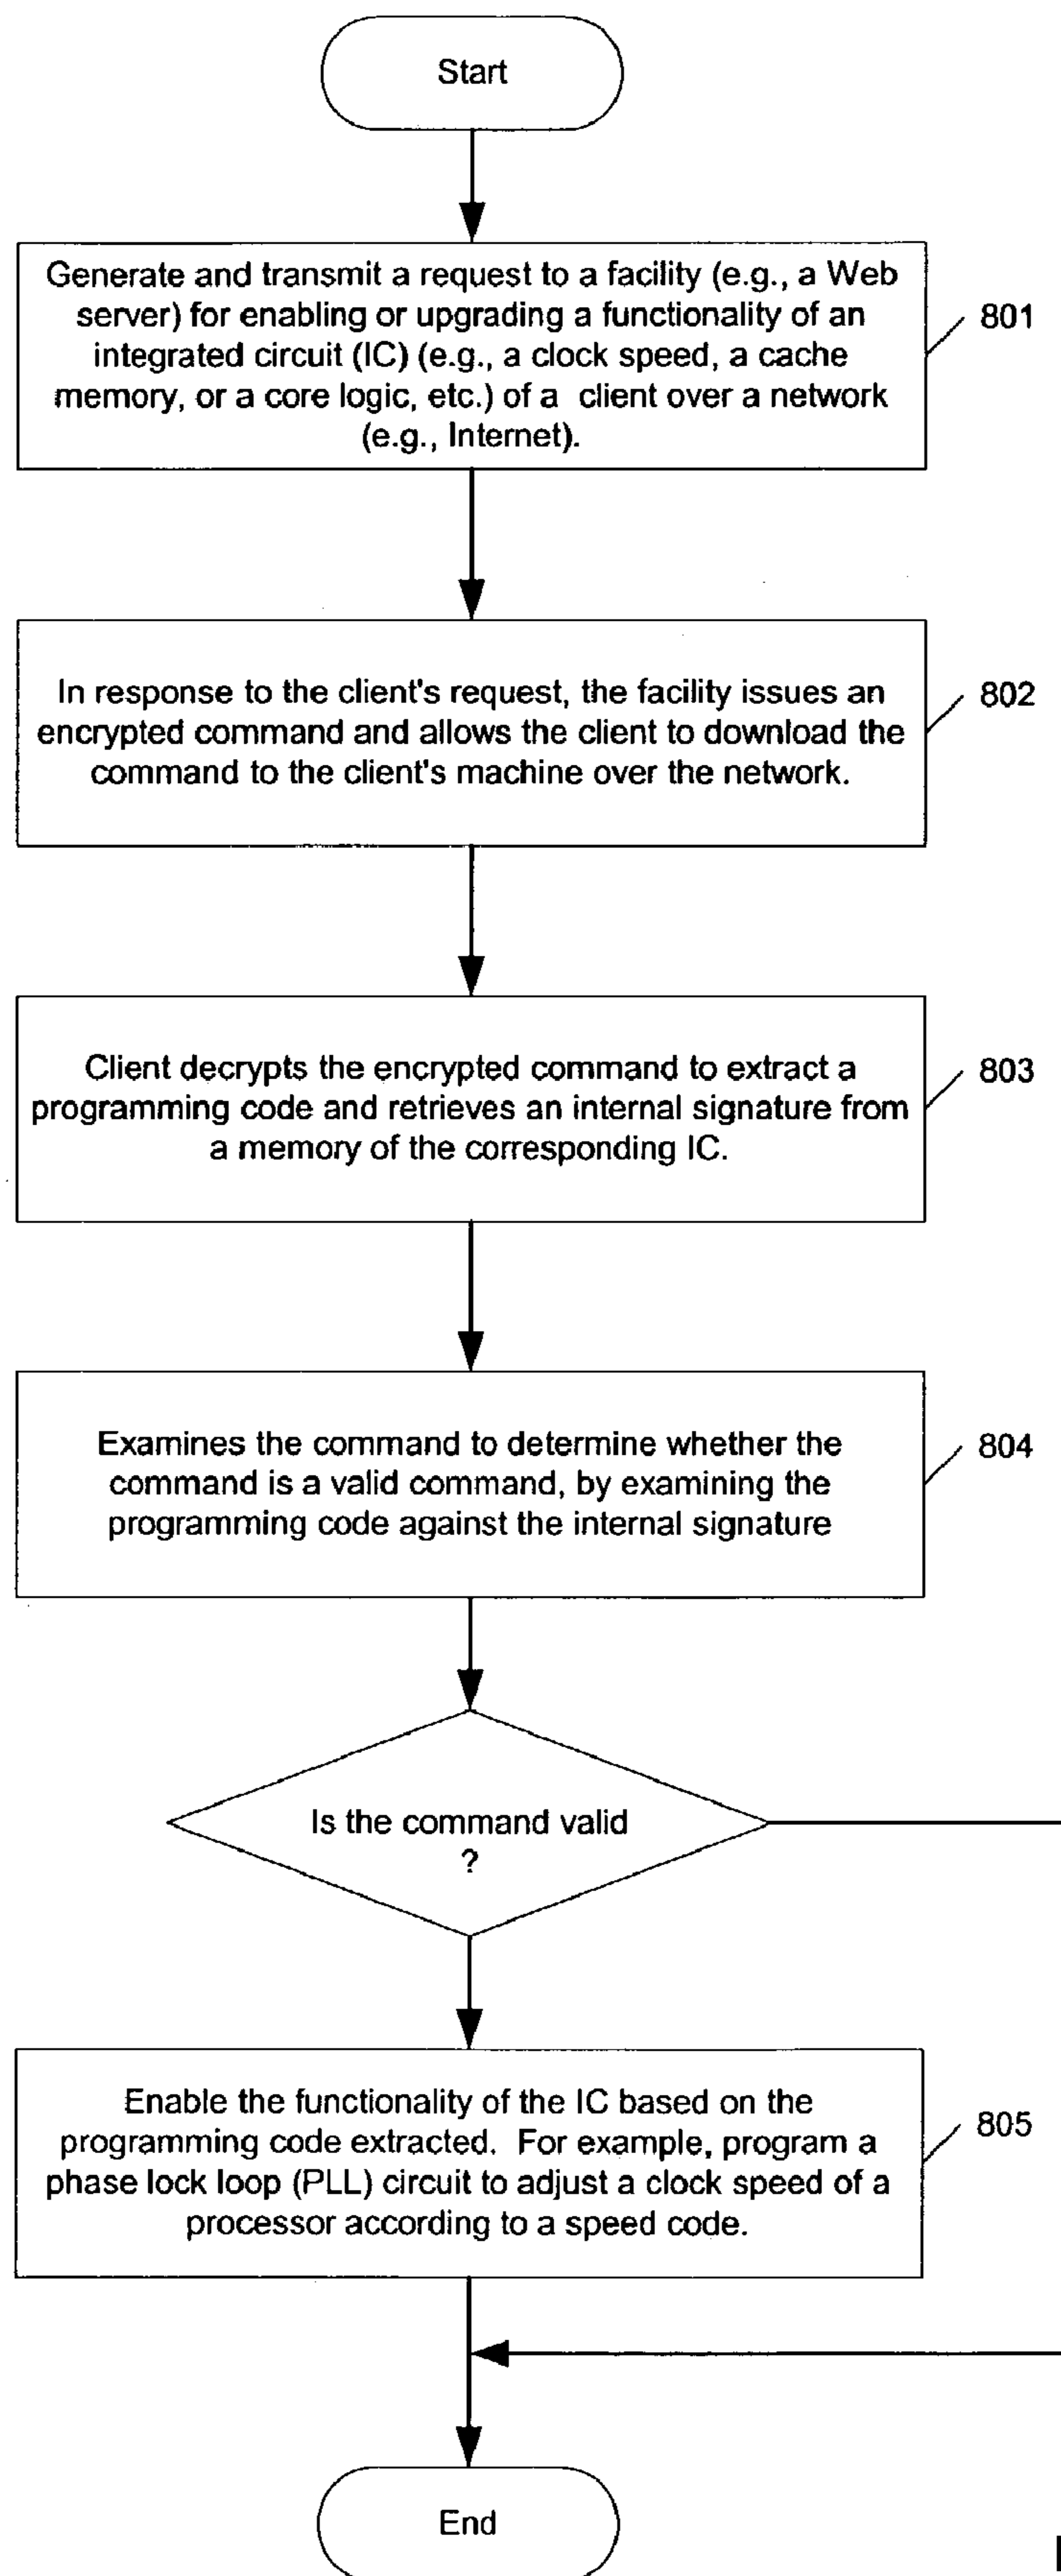 Start
Generate and transmit a request to a facility (e.g., a Web
server) for enabling or upgrading a functionality of an
integrated circuit (IC) (e.g., a clock speed, a cache
memory, or a core logic, etc.) of a client over a network
(e.g., Internet).
801
In response to the client's request, the facility issues an
encrypted command and allows the client to download the
command to the client's machine over the network.
802
Client decrypts the encrypted command to extract a
programming code and retrieves an internal signature from
a memory of the corresponding IC.
803
Examines the command to determine whether the
command is a valid command, by examining the
programming code against the internal signature
804
Is the command valid
?
Enable the functionality of the IC based on the
programming code extracted. For example, program a
phase lock loop (PLL) circuit to adjust a clock speed of a
processor according to a speed code.
805
End